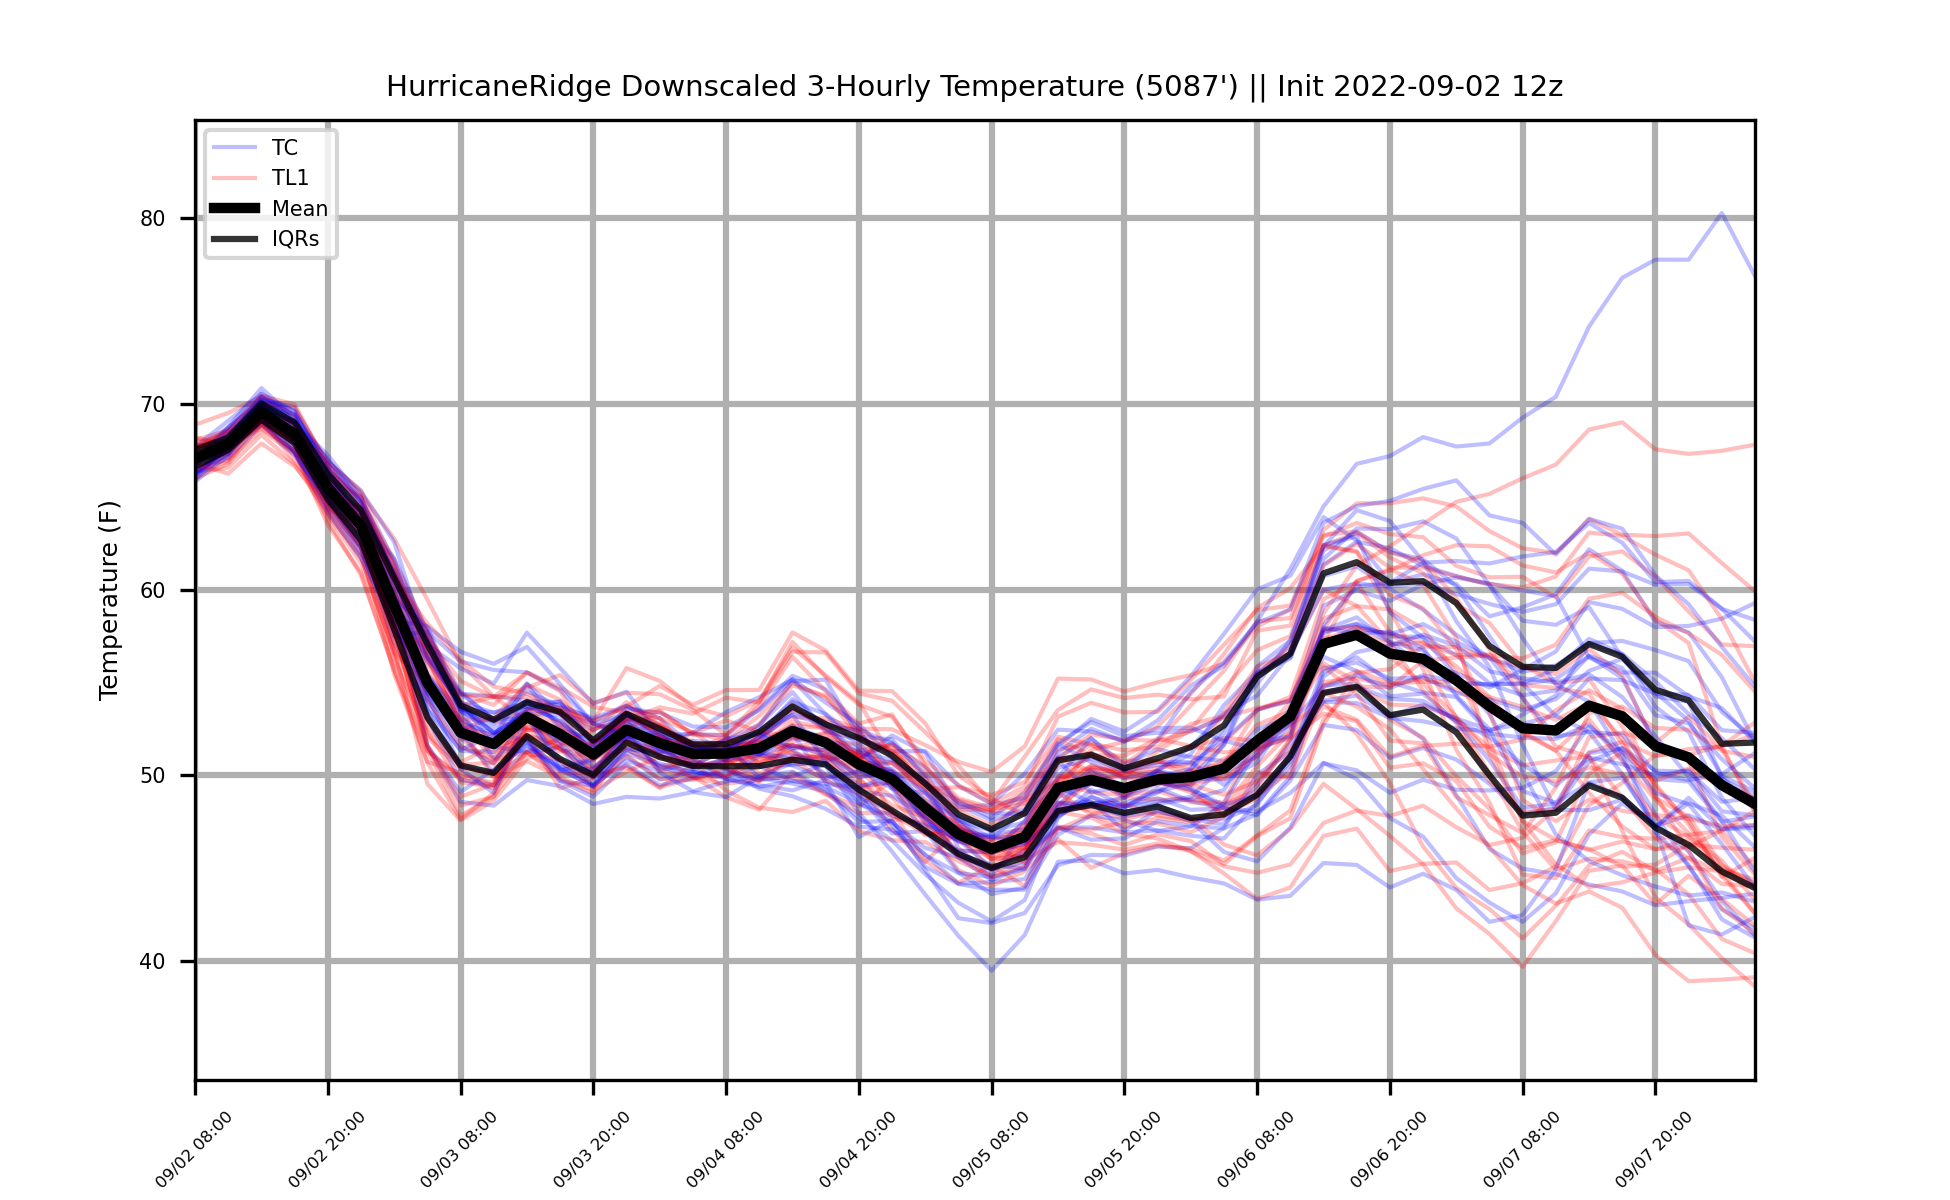 HurricaneRidge Downscaled 3-Hourly Temperature (5087') || Init 2022-09-02 12z
TC
TL1
Mean
IQRs
Temperature (F)
80
70
60
50
40
09/02 08:00
09/02 20:00
09/03 08:00
09/03 20:00
09/04 08:00
09/04 20:00
09/05 08:00
09/05 20:00
09/06 08:00
09/06 20:00
09/07 08:00
09/07 20:00